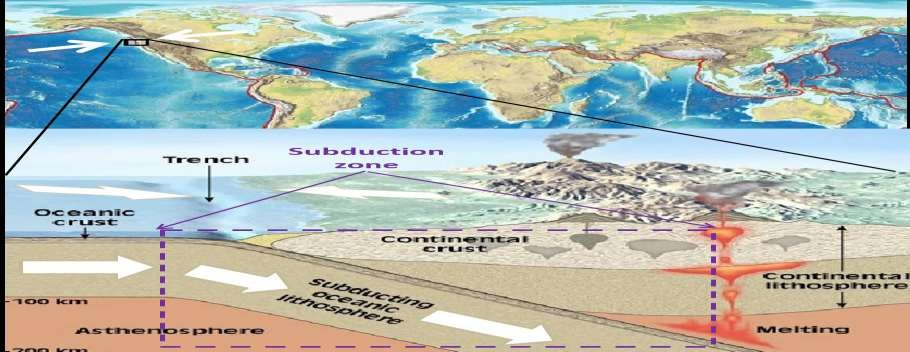 Trench
Subduction
zone
Oceanic
crust
Continental
crust
Continental
lithosphere
Subducting
oceanic
lithosphere
-100 km
Asthenosphere
Melting
-200 km